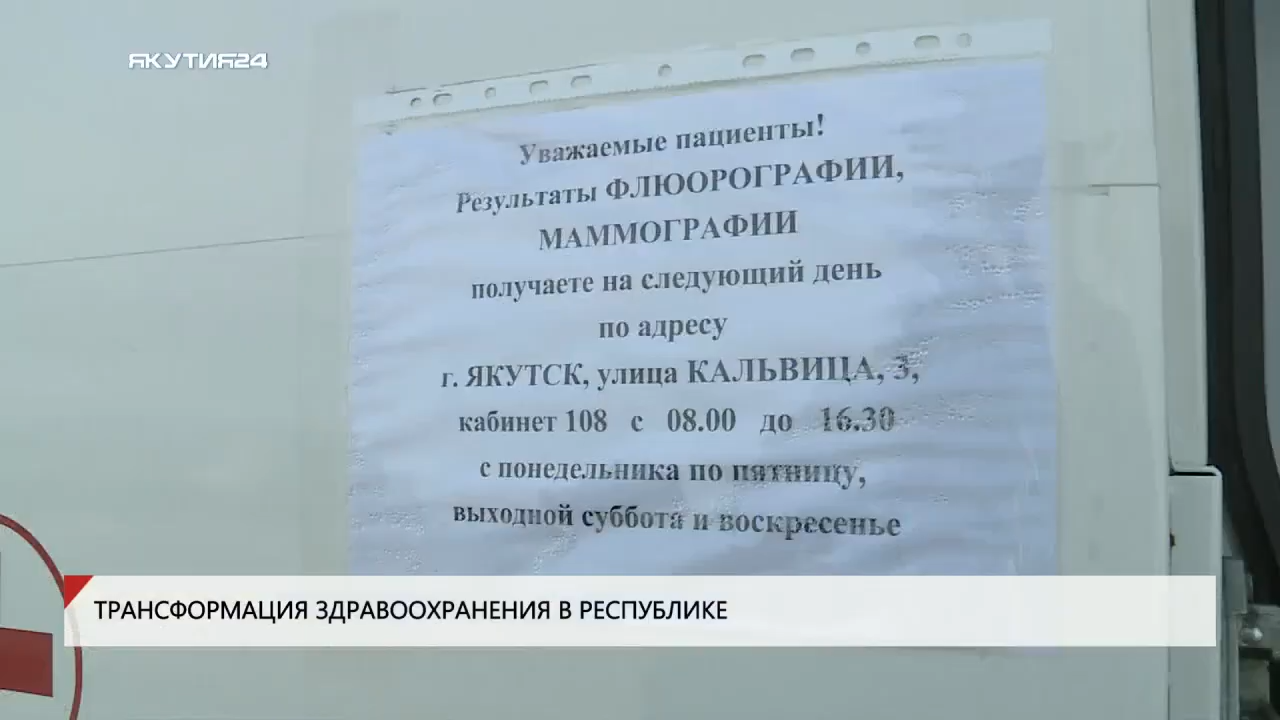 ЯКУТИЯ24
Уважаемые пациенты!
Результаты ФЛЮОРОГРАФИИ,
МАММОГРАФИИ
получаете на следующий день
по адресу
г. ЯКУТСК, улица КАЛЬВИЦА, 3,
кабинет 108 с 08.00 до 16.30
с понедельника по пятницу,
выходной суббота и воскресенье
ТРАНСФОРМАЦИЯ ЗДРАВООХРАНЕНИЯ В РЕСПУБЛИКЕ